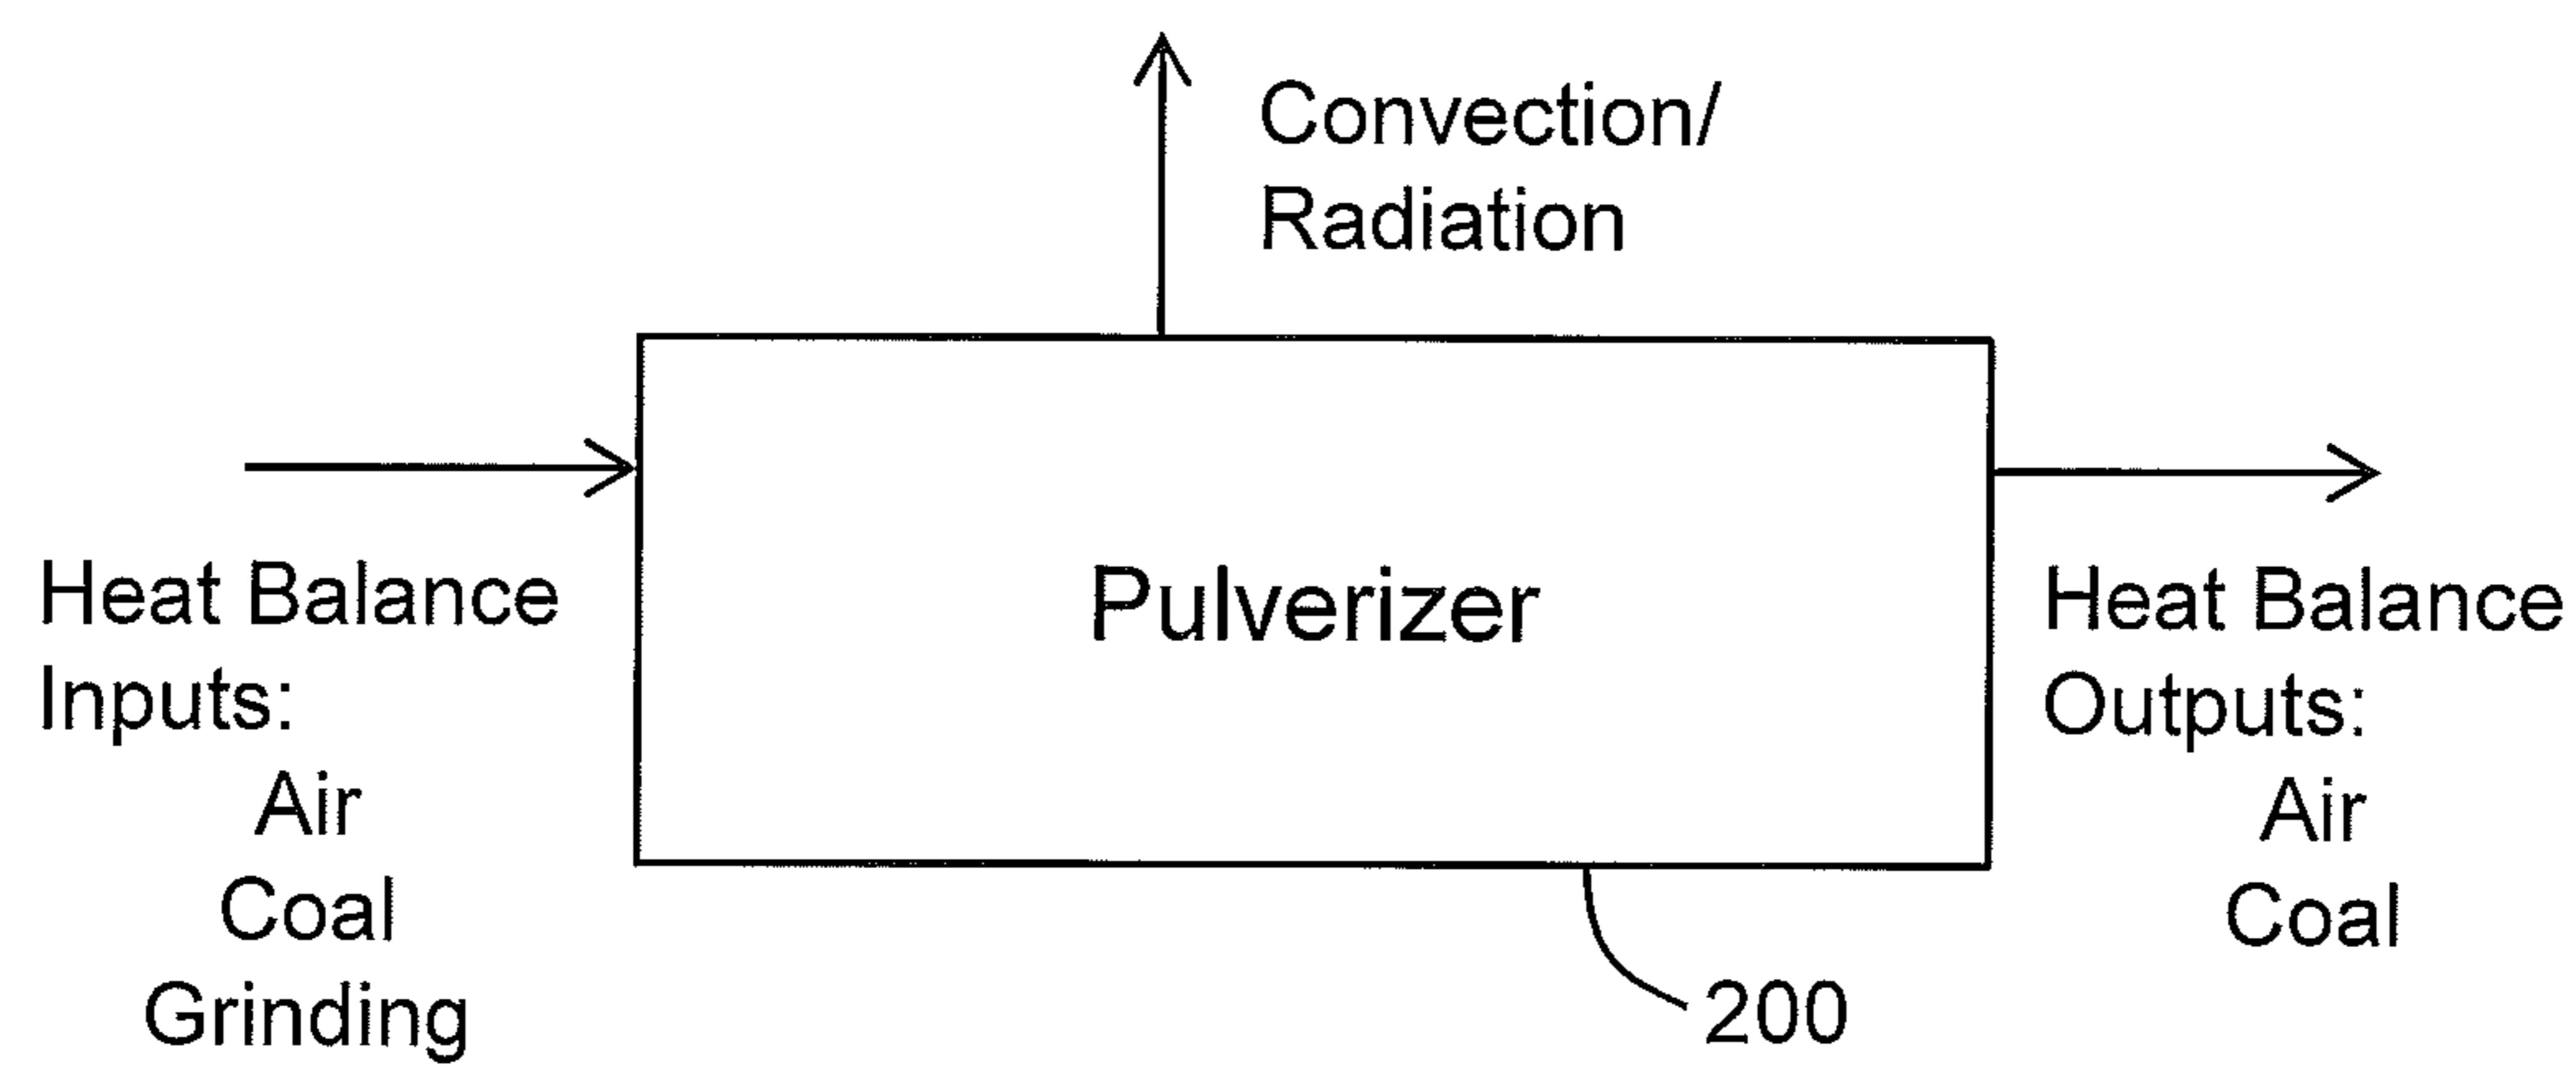 Convection/
Radiation
Heat Balance
Inputs:
Air
Coal
Grinding
Pulverizer
Heat Balance
Outputs:
Air
Coal
200